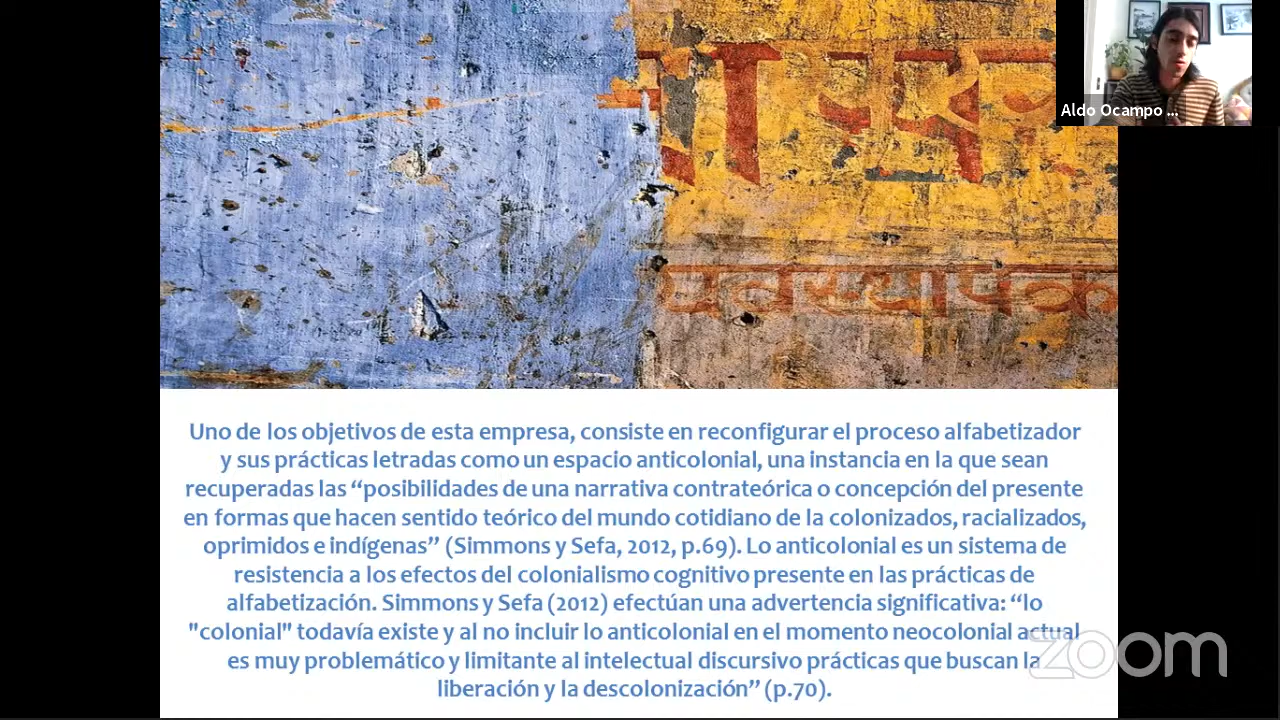 Aldo Ocampo ...
व्यवस्थापक
Uno de los objetivos de esta empresa, consiste en reconfigurar el proceso alfabetizador
y sus prácticas letradas como un espacio anticolonial, una instancia en la que sean
recuperadas las “posibilidades de una narrativa contrateórica o concepción del presente
en formas que hacen sentido teórico del mundo cotidiano de la colonizados, racializados,
oprimidos e indígenas” (Simmons y Sefa, 2012, p.69). Lo anticolonial es un sistema de
resistencia a los efectos del colonialismo cognitivo presente en las prácticas de
alfabetización. Simmons y Sefa (2012) efectúan una advertencia significativa: “lo
"colonial" todavía existe y al no incluir lo anticolonial en el momento neocolonial actual
es muy problemático y limitante al intelectual discursivo prácticas que buscan la
liberación y la descolonización” (p.70).
zoom